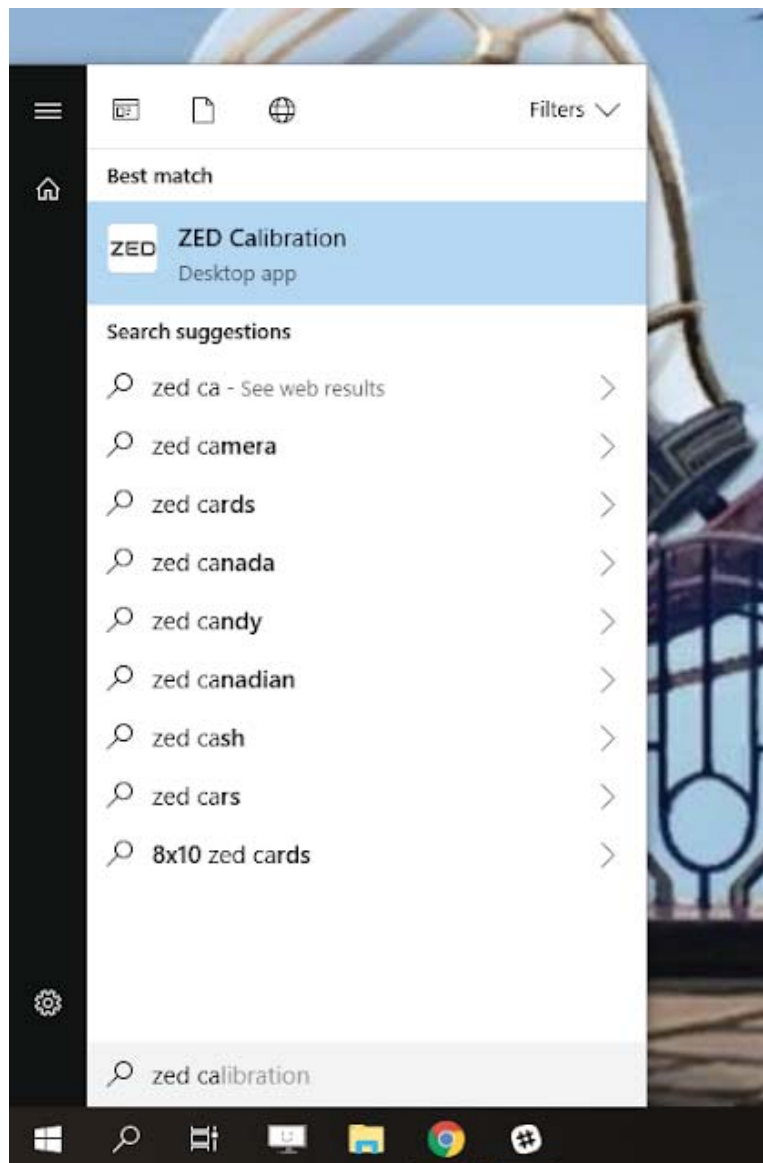 Filters
Best match
ZED
ZED Calibration
Desktop app
Search suggestions
zed ca - See web results
zed camera
zed cards
zed canada
zed candy
zed canadian
zed cash
zed cars
8x10 zed cards
zed calibration